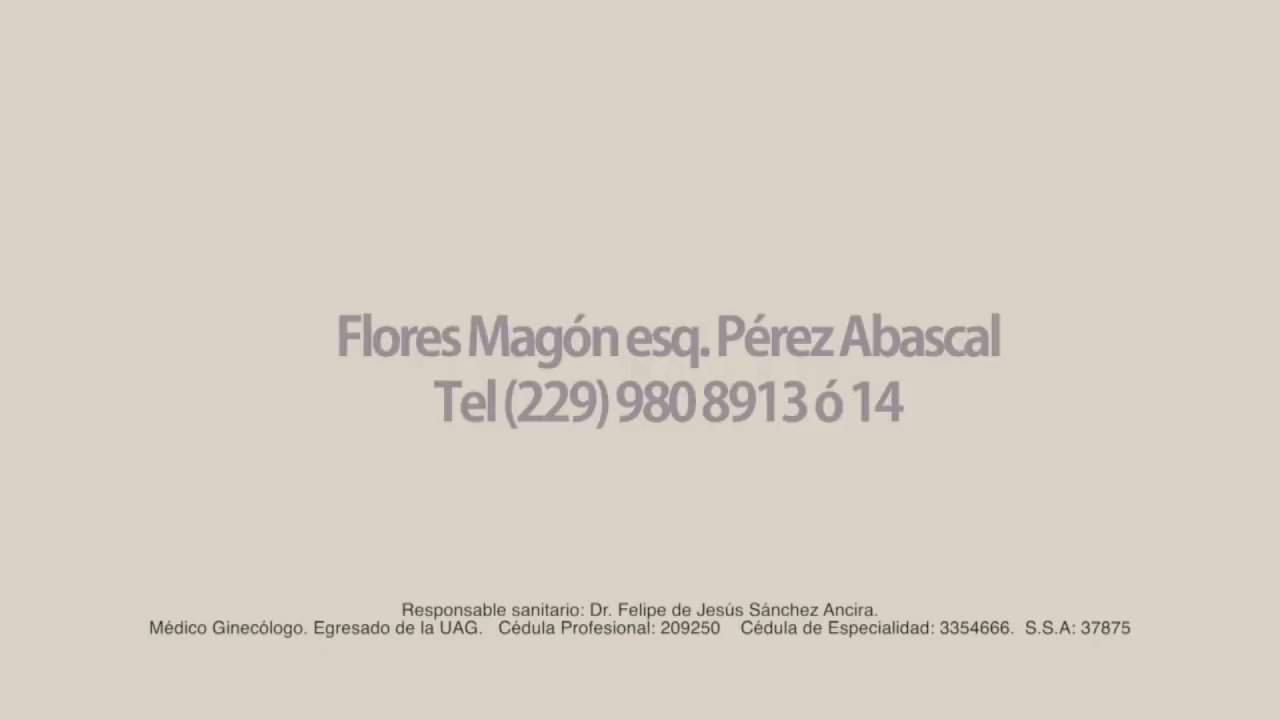 Flores Magón esq. Pérez Abascal
Tel (229) 980 8913 ó 14
Responsable sanitario: Dr. Felipe de Jesús Sánchez Ancira.
Médico Ginecólogo. Egresado de la UAG. Cédula Profesional: 209250 Cédula de Especialidad: 3354666. S.S.A: 37875